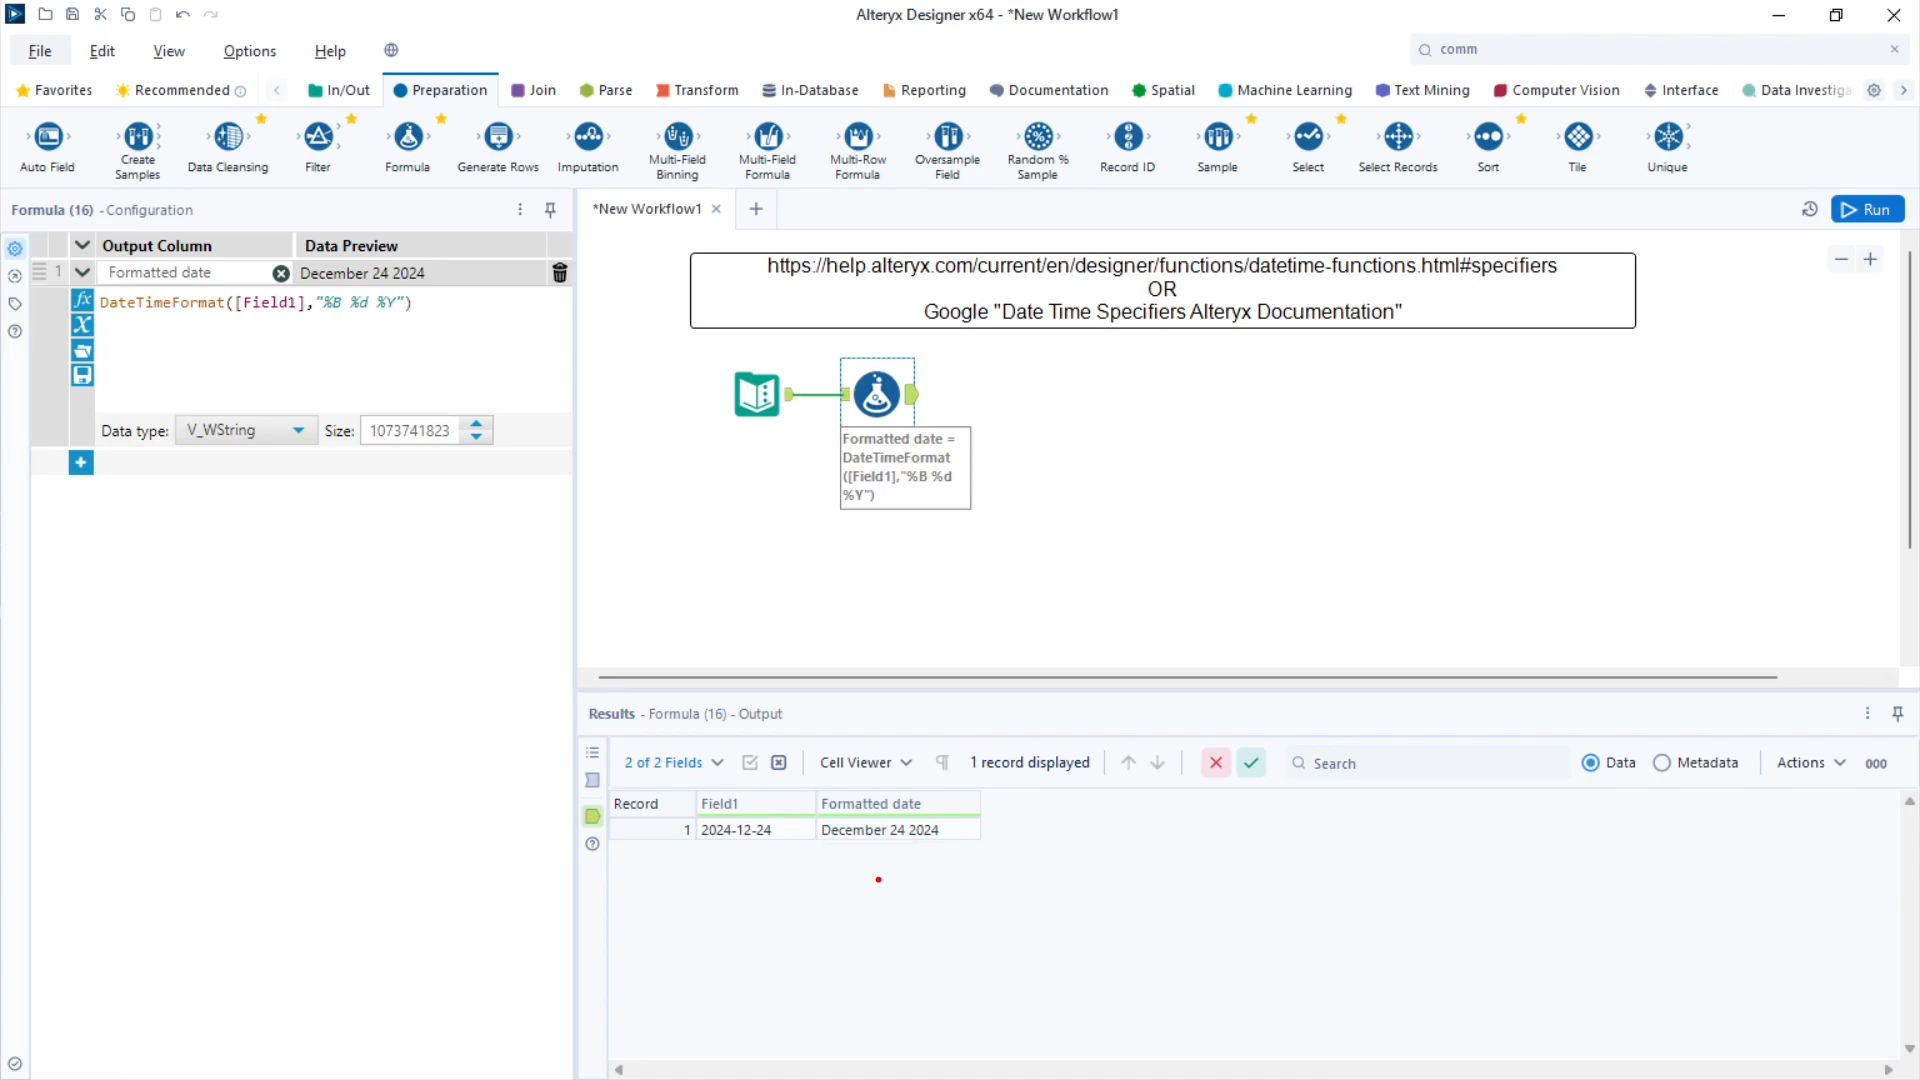 Alteryx Designer x64 - *New Workflow1
File Edit View Options Help
comm
Favorites Recommended In/Out Preparation Join Parse Transform In-Database Reporting Documentation Spatial Machine Learning Text Mining Computer Vision Interface Data Investiga
Auto Field
Create Samples
Data Cleansing
Filter
Formula
Generate Rows
Imputation
Multi-Field Binning
Multi-Field Formula
Multi-Row Formula
Oversample Field
Random % Sample
Record ID
Sample
Select
Select Records
Sort
Tile
Unique
Formula (16) - Configuration
Output Column Data Preview
1 Formatted date December 24 2024
DateTimeFormat([Field1],"%B %d %Y")
Data type: V_WString Size: 1073741823
*New Workflow1
Run
https://help.alteryx.com/current/en/designer/functions/datetime-functions.html#specifiers
OR
Google "Date Time Specifiers Alteryx Documentation"
Formatted date =
DateTimeFormat
([Field1],"%B %d
%Y")
Results - Formula (16) - Output
2 of 2 Fields Cell Viewer 1 record displayed Search Data Metadata Actions 000
Record Field1 Formatted date
1 2024-12-24 December 24 2024